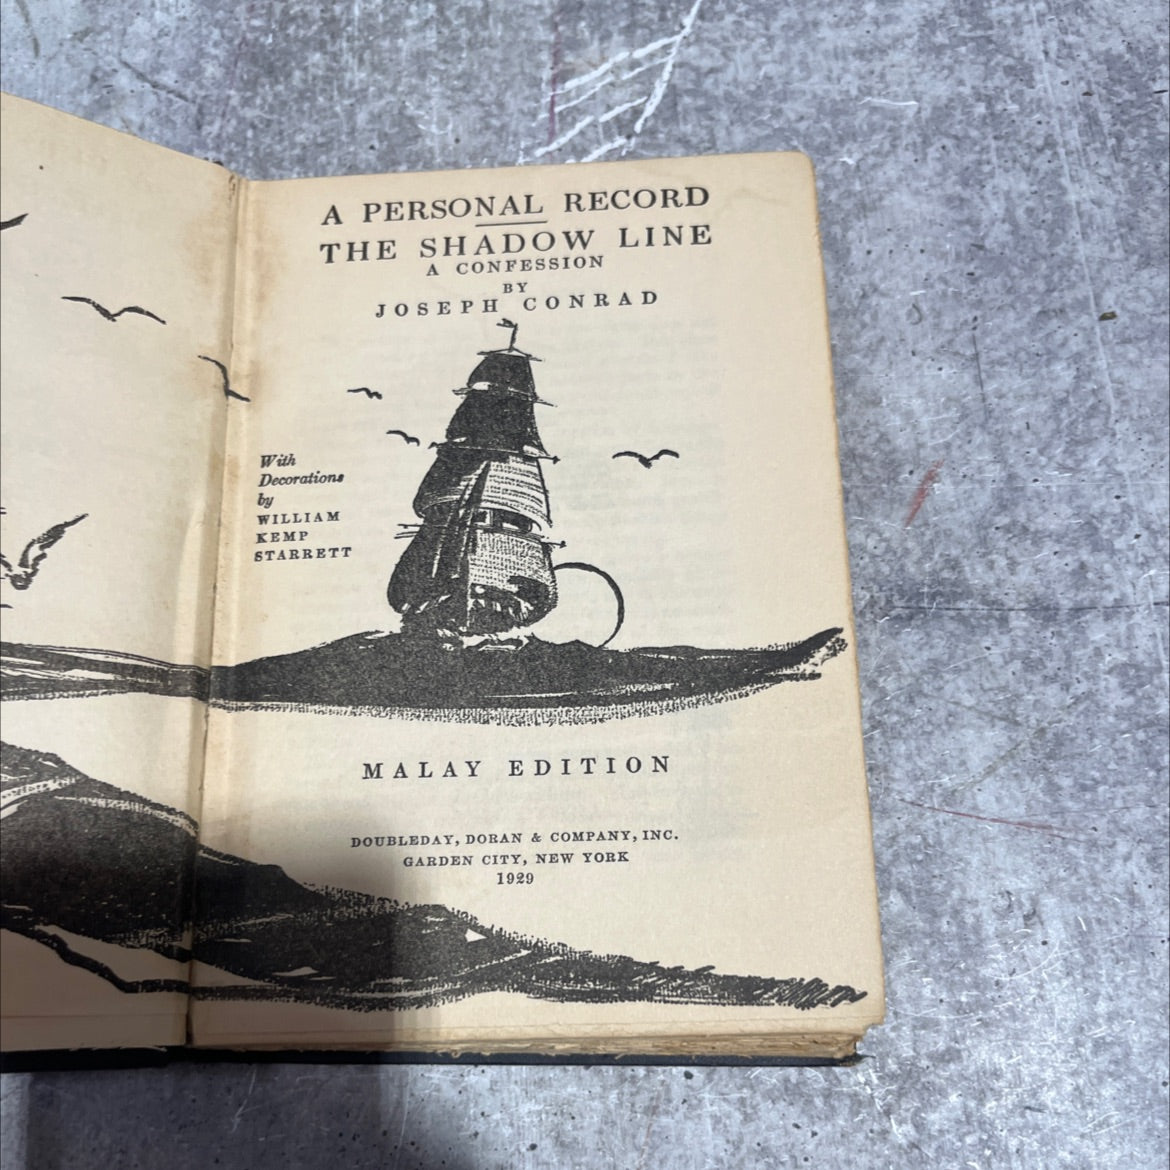 A PERSONAL RECORD
THE SHADOW LINE
A CONFESSION
BY
JOSEPH CONRAD
With
Decorations
by
WILLIAM
KEMP
STARRETT
MALAY EDITION
DOUBLEDAY, DORAN & COMPANY, INC.
GARDEN CITY, NEW YORK
1929